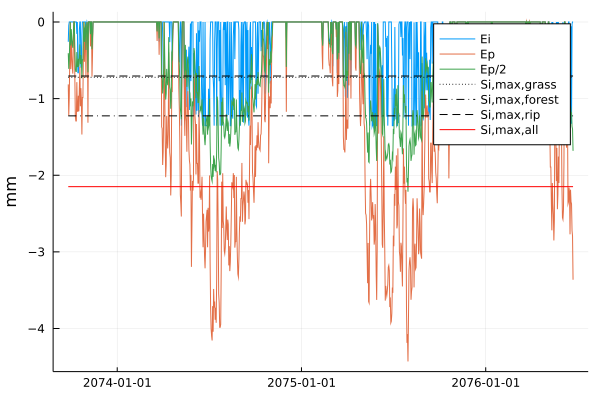 0
-1
-2
-3
-4
mm
Ei
Ep
Ep/2
Si,max,grass
Si,max,forest
Si,max,rip
Si,max,all
2074-01-01
2075-01-01
2076-01-01